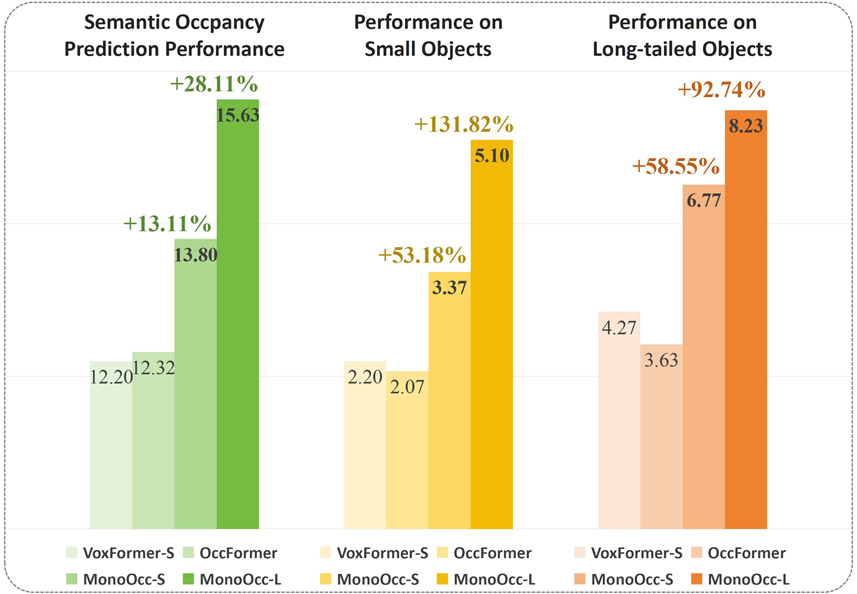 Semantic Occpancy
Prediction Performance
+28.11%
15.63
+13.11%
13.80
12.20
12.32
VoxFormer-S
OccFormer
MonoOcc-S
MonoOcc-L
Performance on
Small Objects
+131.82%
5.10
+53.18%
3.37
2.20
2.07
VoxFormer-S
OccFormer
MonoOcc-S
MonoOcc-L
Performance on
Long-tailed Objects
+92.74%
8.23
+58.55%
6.77
4.27
3.63
VoxFormer-S
OccFormer
MonoOcc-S
MonoOcc-L